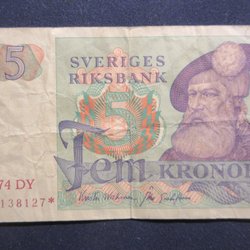 5
SVERIGES
RIKSBANK
5
Fem KRONOR
74 DY
138127*